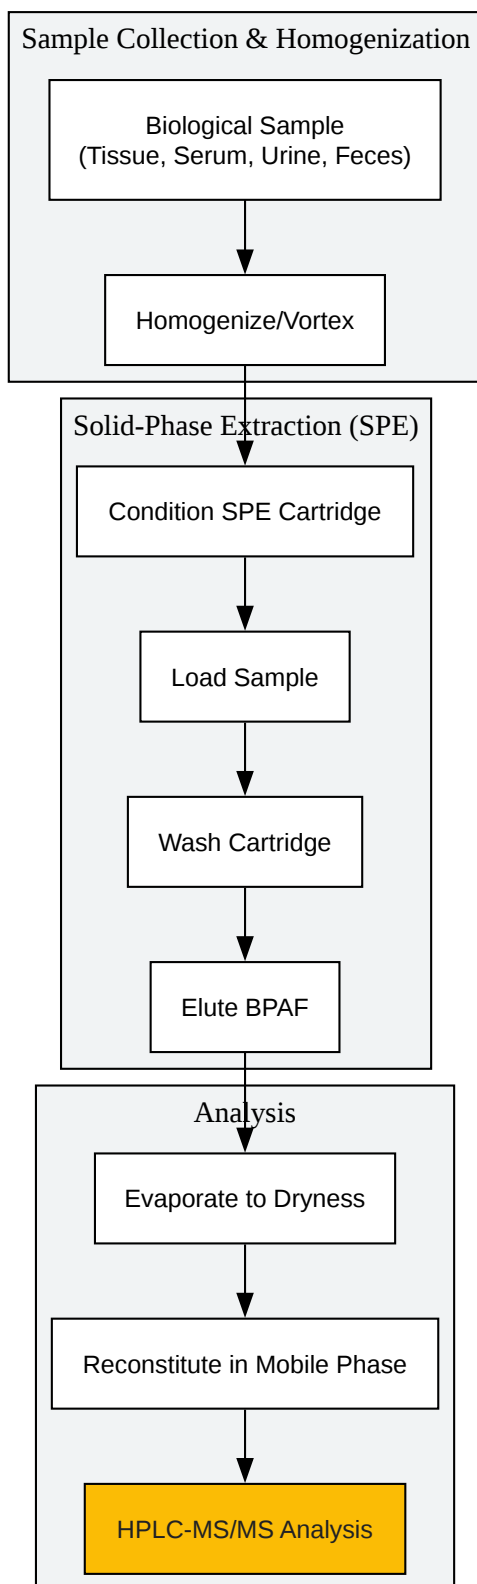 Sample Collection & Homogenization
Biological Sample
(Tissue, Serum, Urine, Feces)
Homogenize/Vortex
Solid-Phase Extraction (SPE)
Condition SPE Cartridge
Load Sample
Wash Cartridge
Elute BPAF
Analysis
Evaporate to Dryness
Reconstitute in Mobile Phase
HPLC-MS/MS Analysis